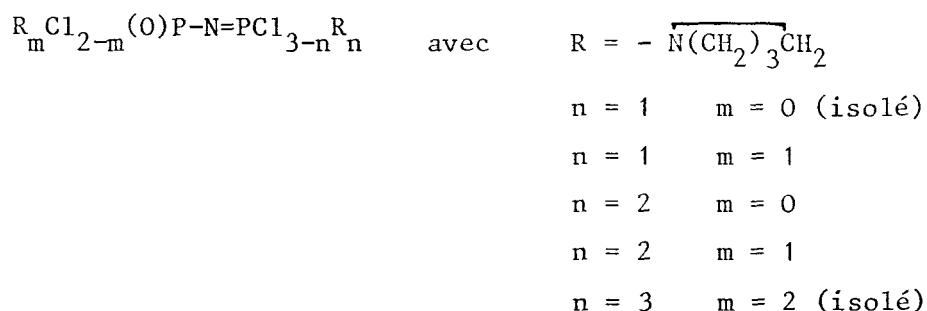 RₘCl₂₋ₘ(O)P-N=PCl₃₋ₙRₙ avec R = - N(CH₂)₃CH₂
n = 1 m = 0 (isolé)
n = 1 m = 1
n = 2 m = 0
n = 2 m = 1
n = 3 m = 2 (isolé)